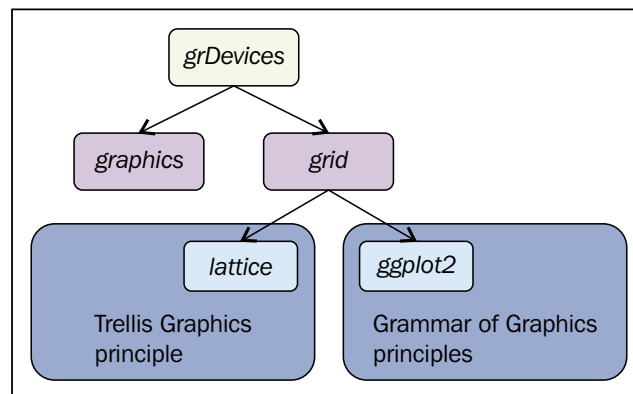 grDevices
graphics
grid
lattice
ggplot2
Trellis Graphics
principle
Grammar of Graphics
principles